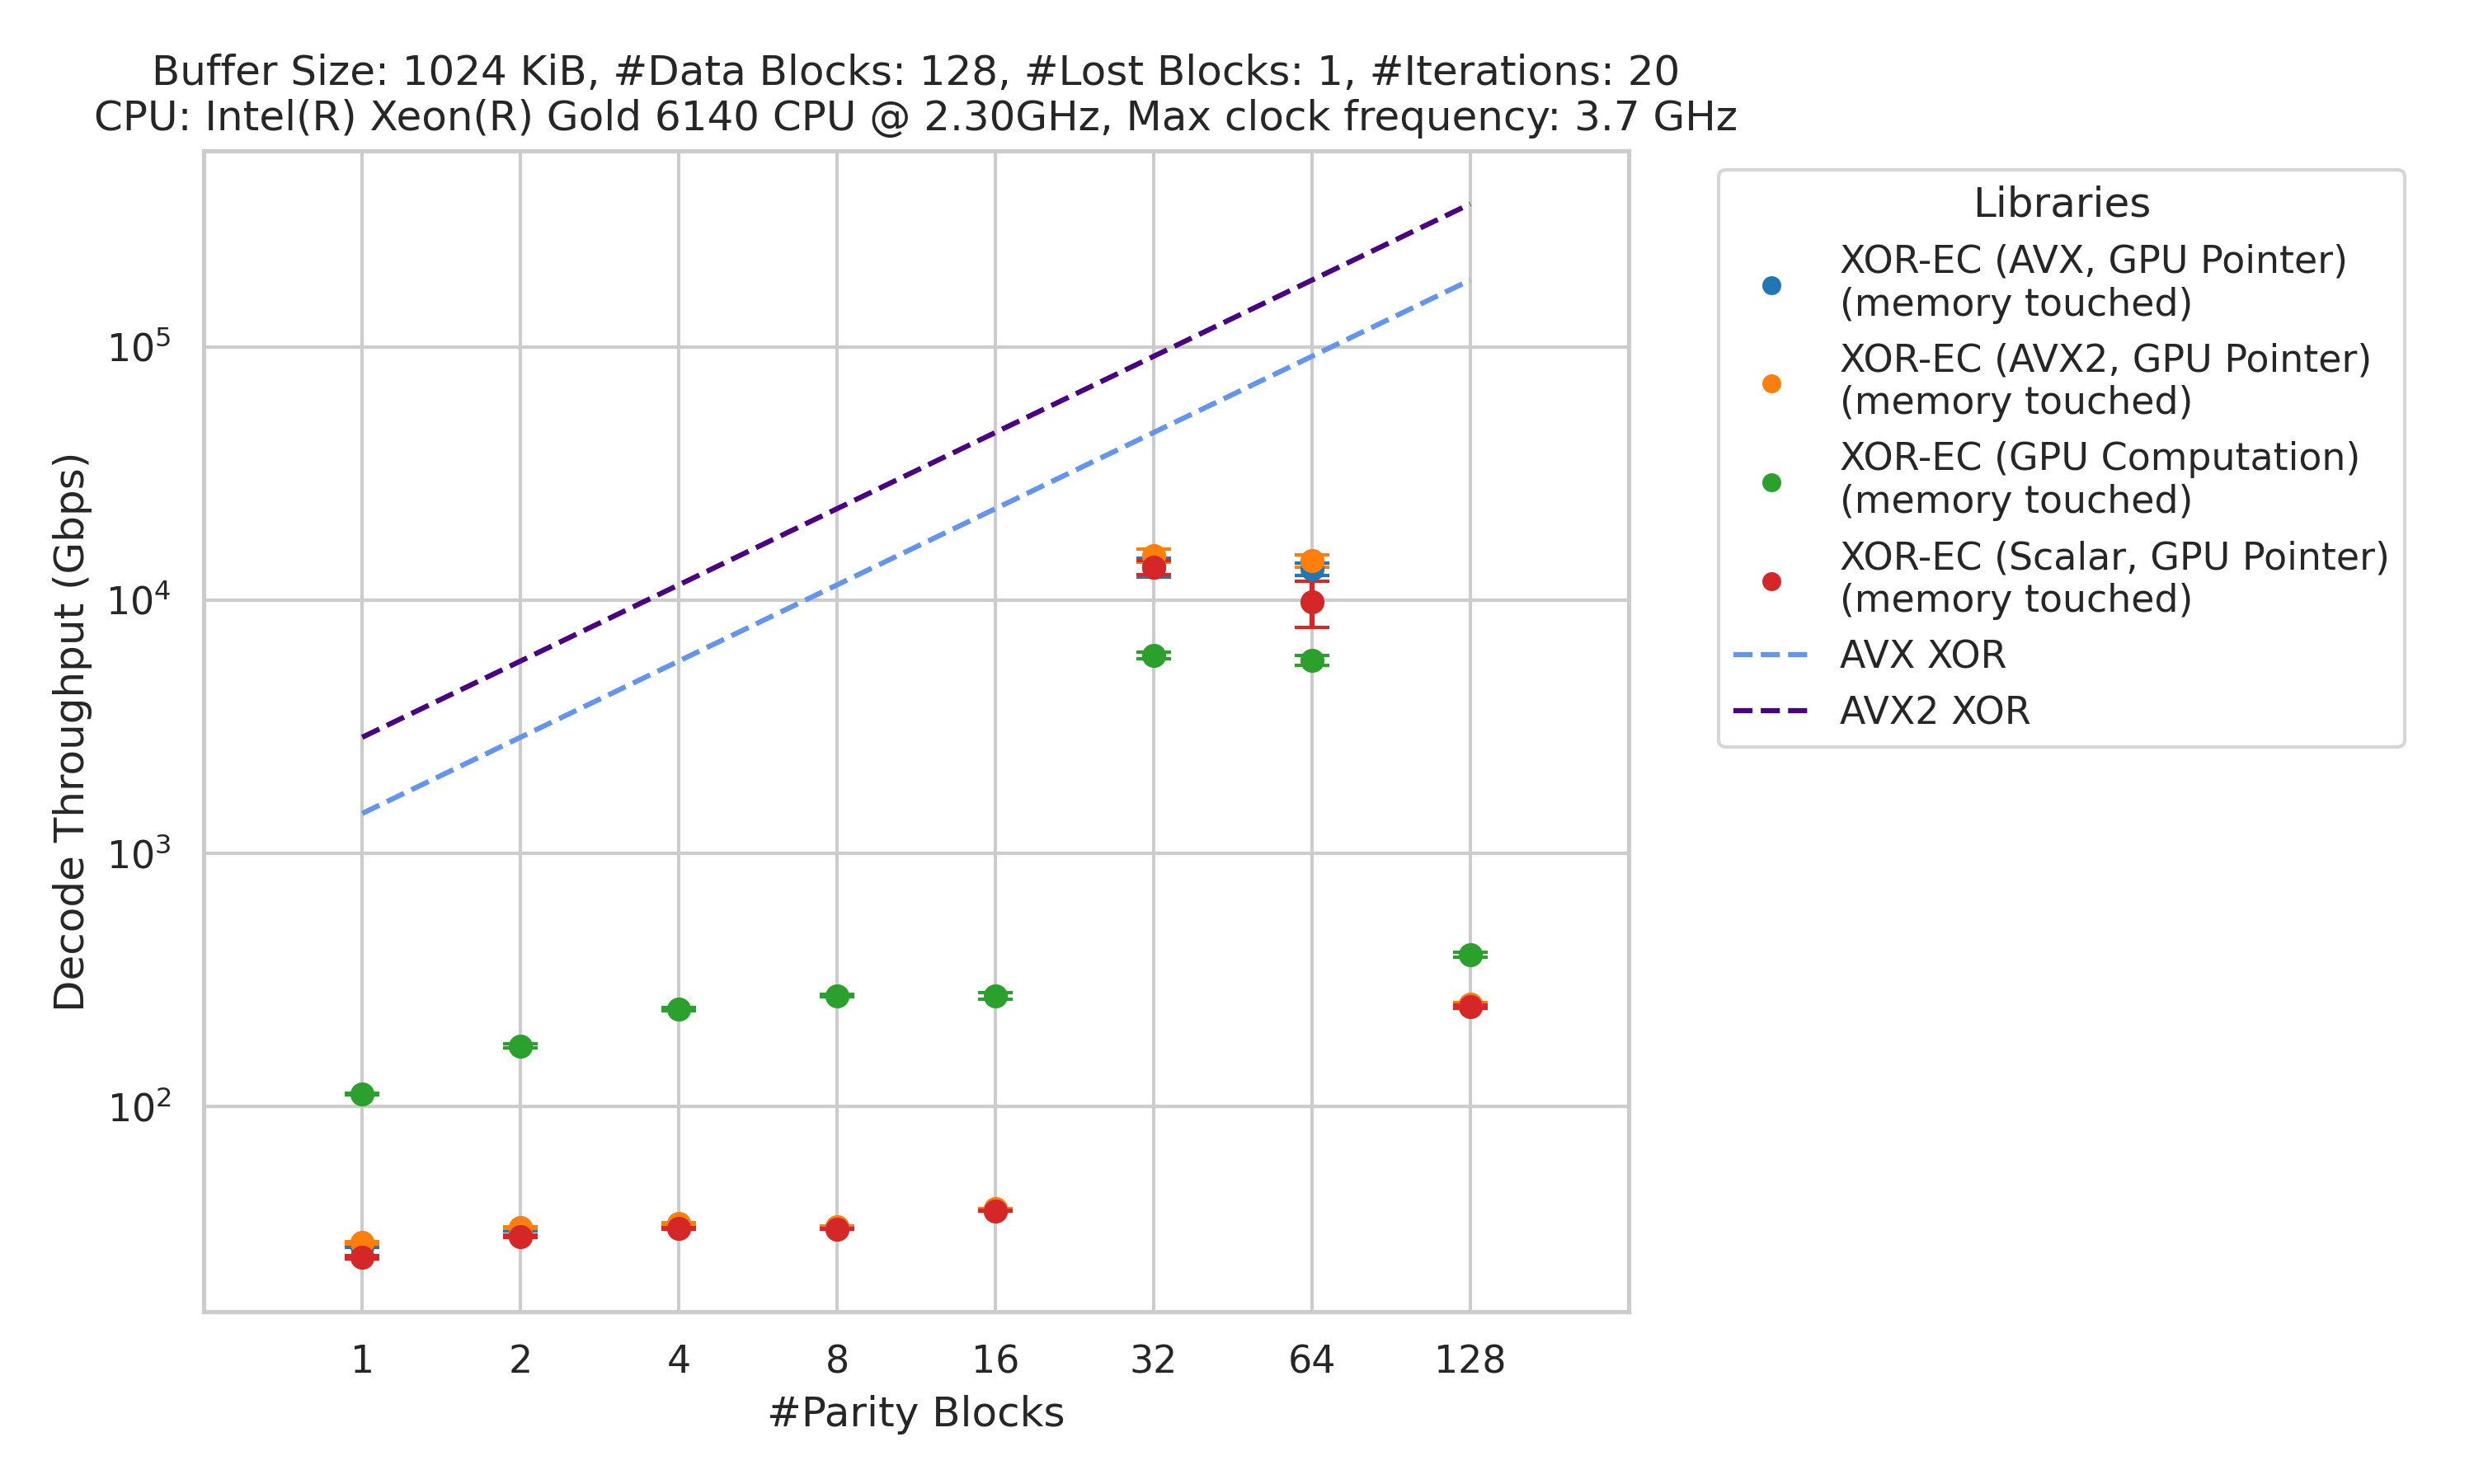 Buffer Size: 1024 KiB, #Data Blocks: 128, #Lost Blocks: 1, #Iterations: 20
CPU: Intel(R) Xeon(R) Gold 6140 CPU @ 2.30GHz, Max clock frequency: 3.7 GHz
Decode Throughput (Gbps)
10⁵
10⁴
10³
10²
1 2 4 8 16 32 64 128
#Parity Blocks
Libraries
XOR-EC (AVX, GPU Pointer)
(memory touched)
XOR-EC (AVX2, GPU Pointer)
(memory touched)
XOR-EC (GPU Computation)
(memory touched)
XOR-EC (Scalar, GPU Pointer)
(memory touched)
AVX XOR
AVX2 XOR